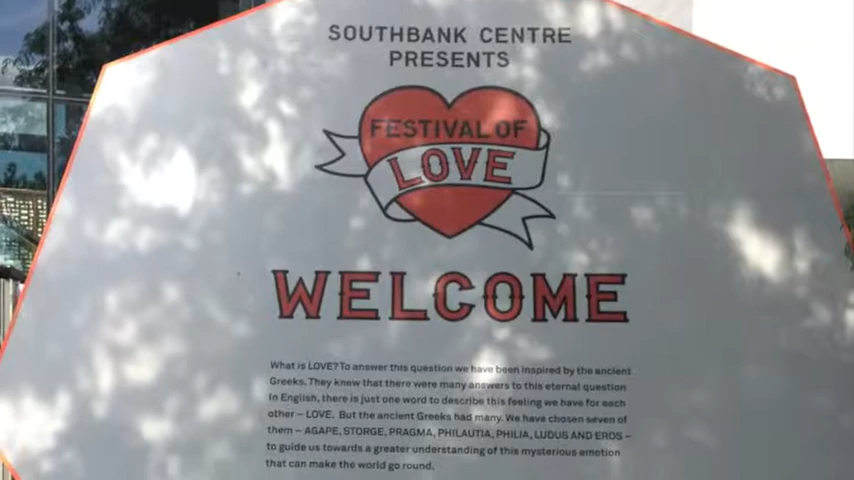 SOUTHBANK CENTRE
PRESENTS
FESTIVAL OF
LOVE
WELCOME
What is LOVE? To answer this question we have been inspired by the ancient
Greeks. They knew that there were many answers to this eternal question
In English, there is just one word to describe this feeling we have for each
other – LOVE. But the ancient Greeks had many. We have chosen seven of
them – AGAPE, STORGE, PRAGMA, PHILAUTIA, PHILIA, LUDUS AND EROS –
to guide us towards a greater understanding of this mysterious emotion
that can make the world go round.